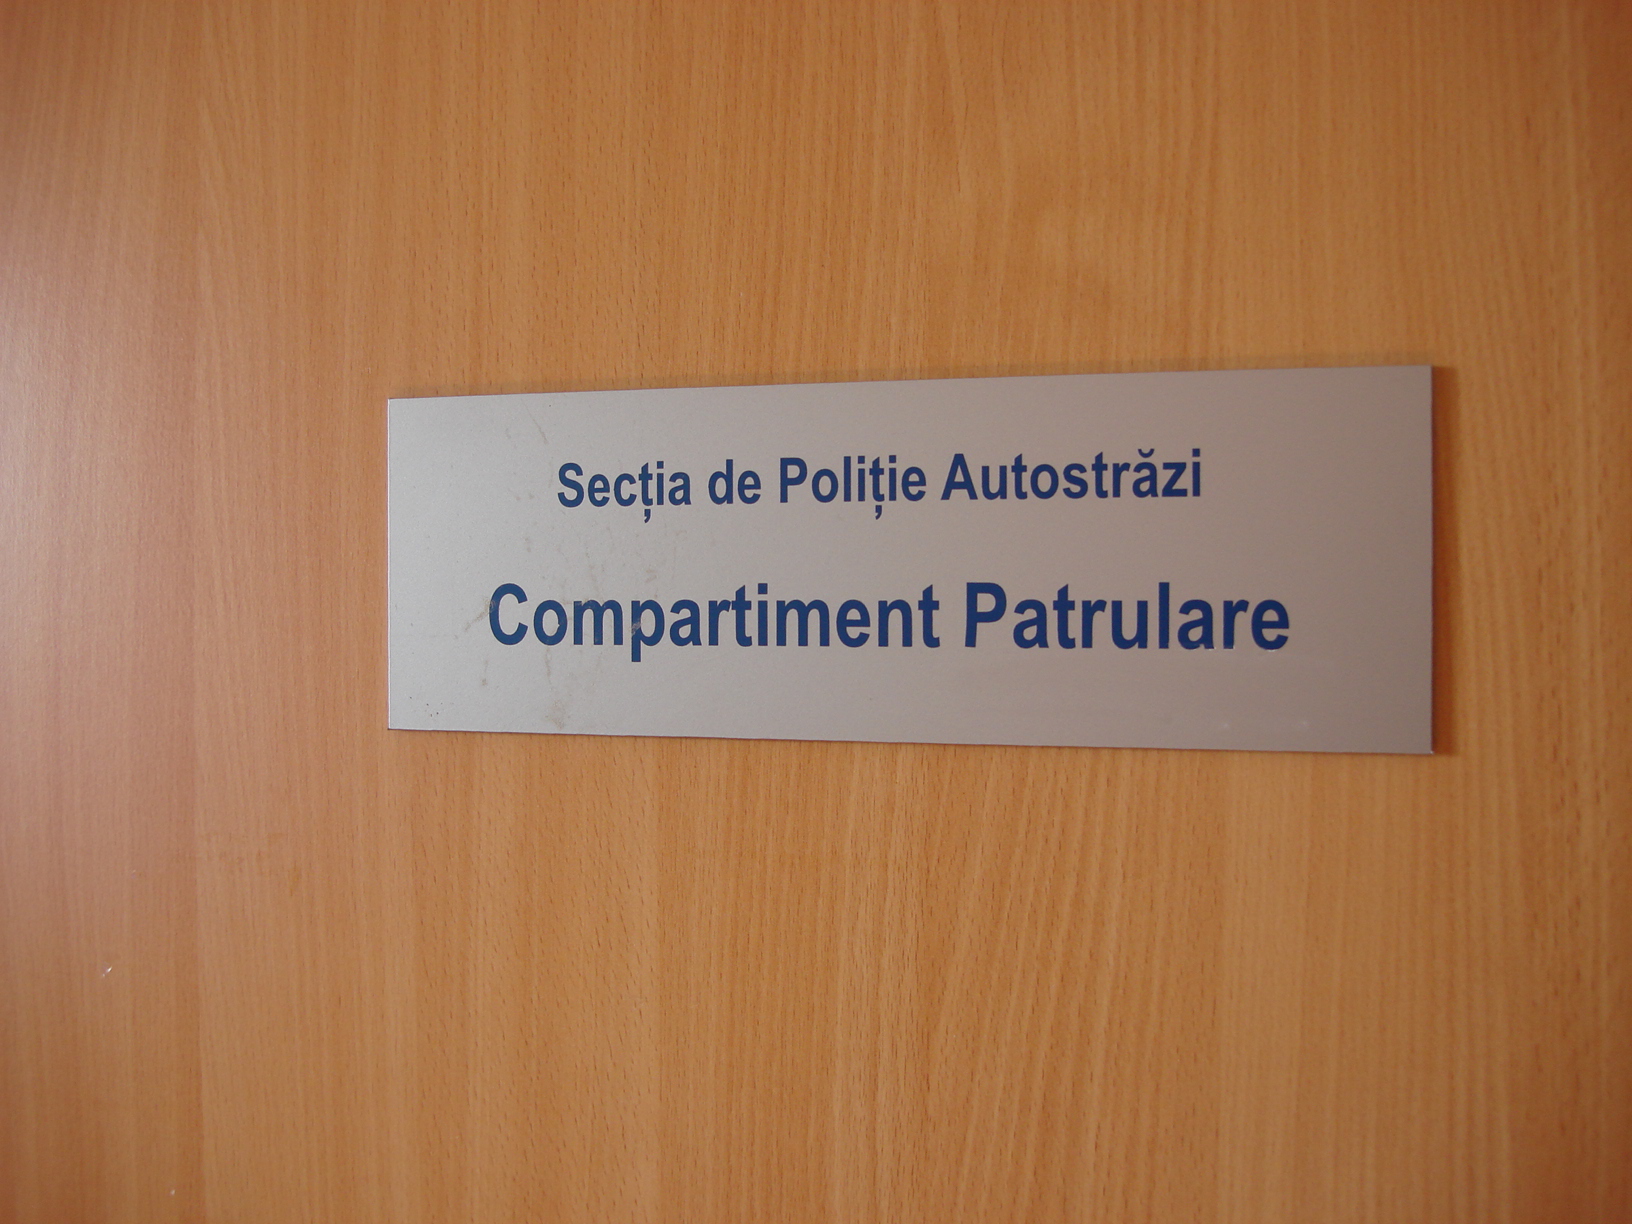 Secția de Poliție Autostrăzi
Compartiment Patrulare